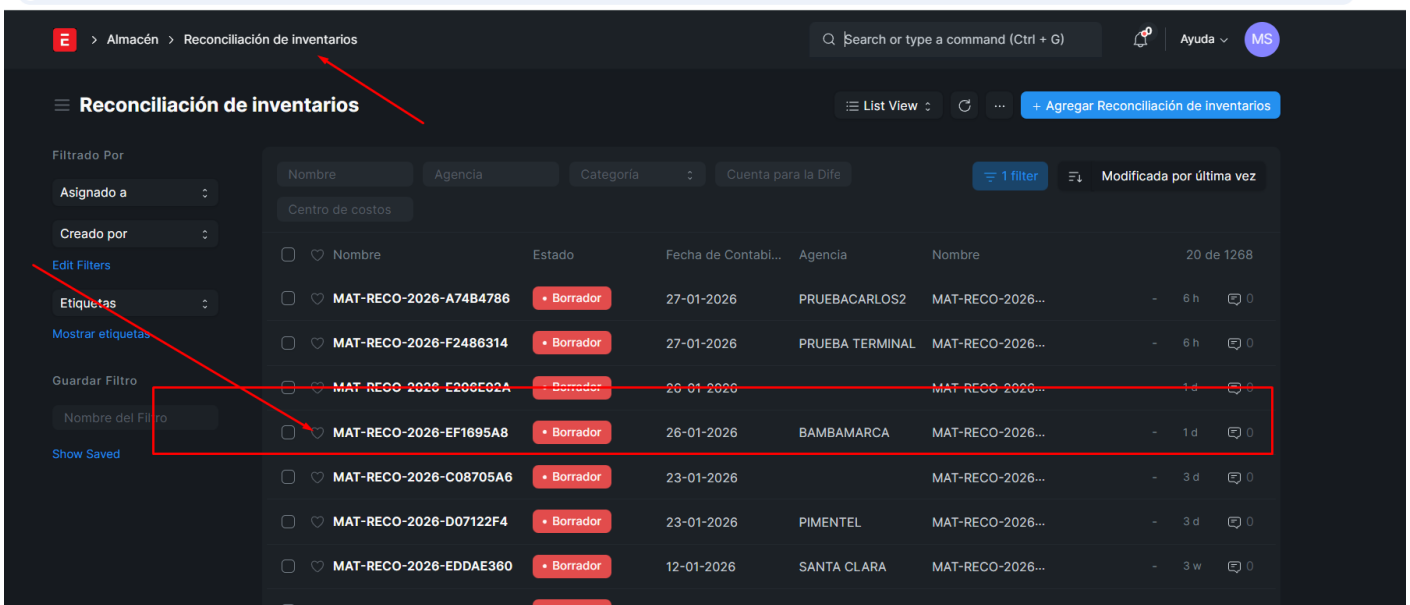 E > Almacén > Reconciliación de inventarios Search or type a command (Ctrl + G) Ayuda MS
Reconciliación de inventarios List View ... + Agregar Reconciliación de inventarios
Filtrado Por
Asignado a
Creado por
Edit Filters
Etiquetas
Mostrar etiquetas
Guardar Filtro
Nombre del Filtro
Show Saved
Nombre Agencia Categoría Cuenta para la Dife 1 filter Modificada por última vez
Centro de costos
Nombre Estado Fecha de Contabi... Agencia Nombre 20 de 1268
MAT-RECO-2026-A74B4786 • Borrador 27-01-2026 PRUEBACARLOS2 MAT-RECO-2026... - 6 h 0
MAT-RECO-2026-F2486314 • Borrador 27-01-2026 PRUEBA TERMINAL MAT-RECO-2026... - 6 h 0
MAT-RECO-2026-E206E02A • Borrador 26-01-2026 MAT-RECO-2026... - 1 d 0
MAT-RECO-2026-EF1695A8 • Borrador 26-01-2026 BAMBAMARCA MAT-RECO-2026... - 1 d 0
MAT-RECO-2026-C08705A6 • Borrador 23-01-2026 MAT-RECO-2026... - 3 d 0
MAT-RECO-2026-D07122F4 • Borrador 23-01-2026 PIMENTEL MAT-RECO-2026... - 3 d 0
MAT-RECO-2026-EDDAE360 • Borrador 12-01-2026 SANTA CLARA MAT-RECO-2026... - 3 w 0